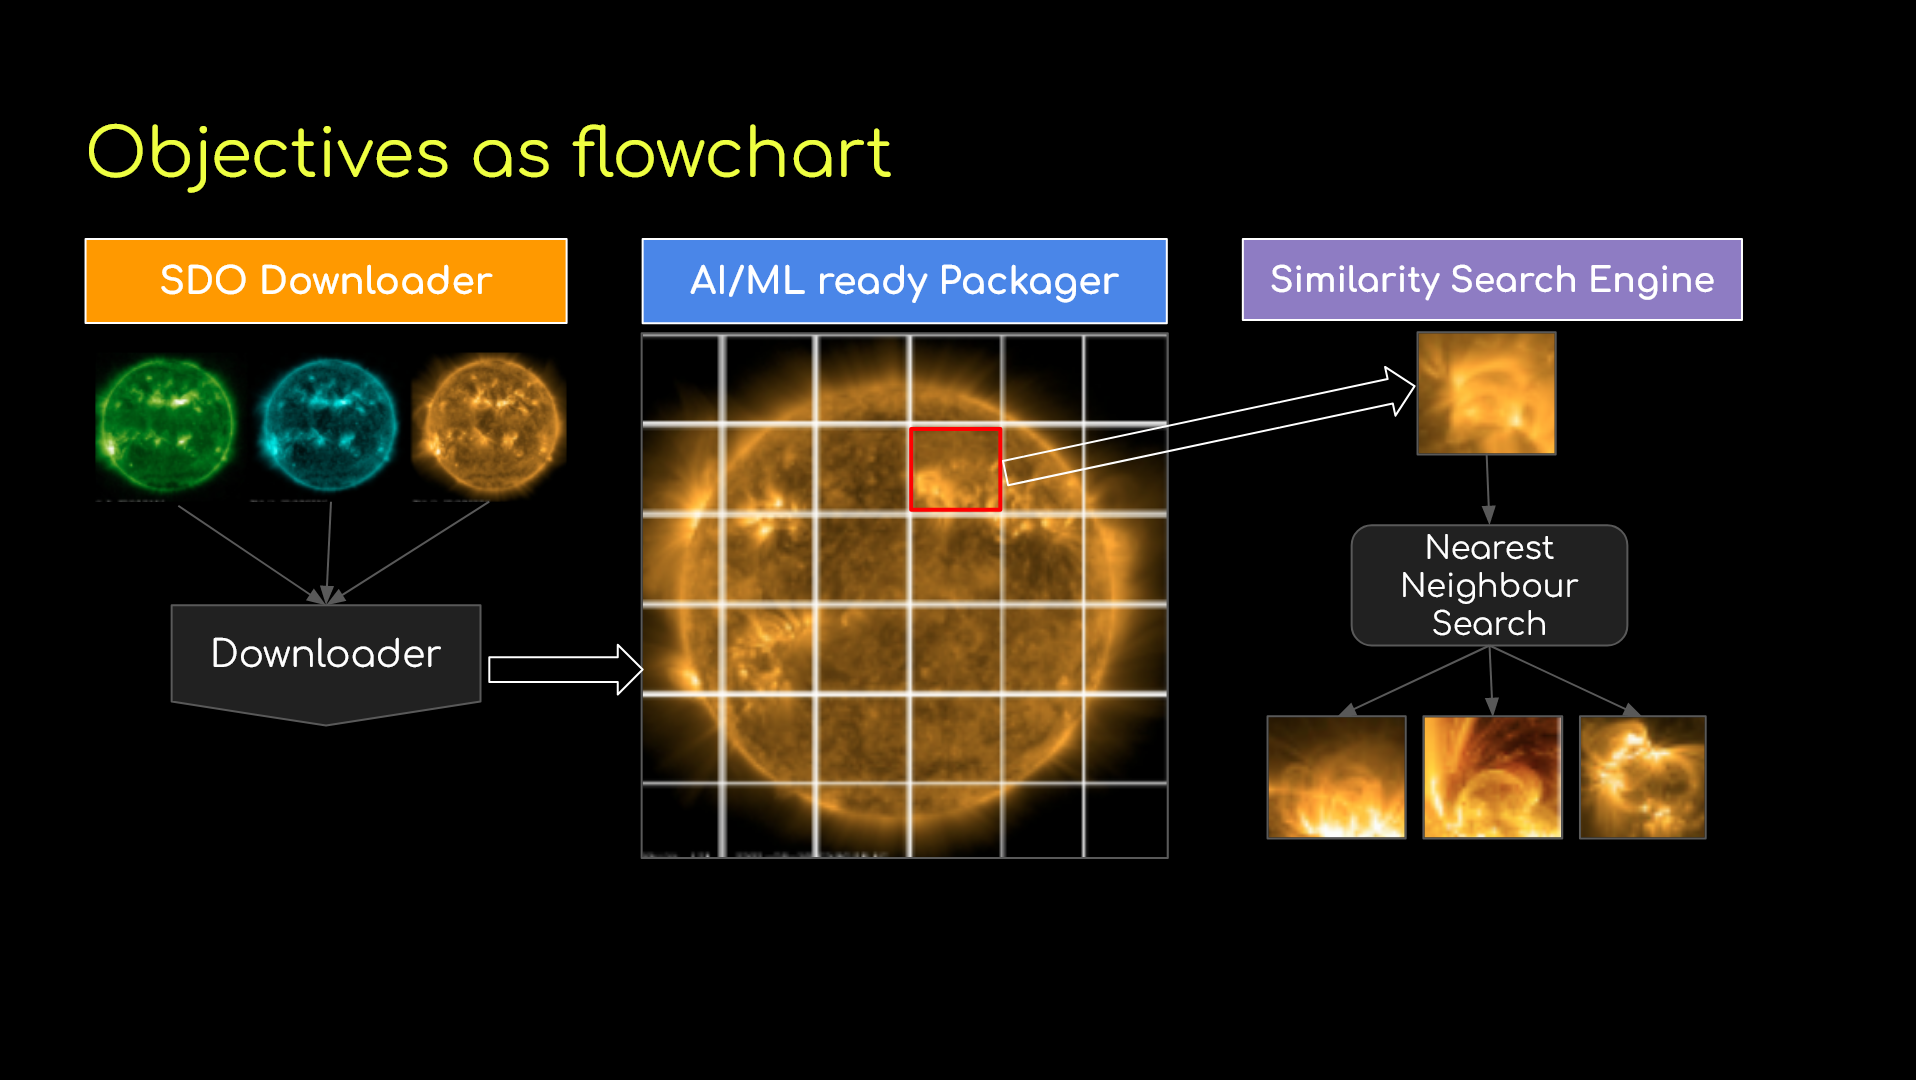 Objectives as flowchart
SDO Downloader
AI/ML ready Packager
Similarity Search Engine
Downloader
Nearest
Neighbour
Search